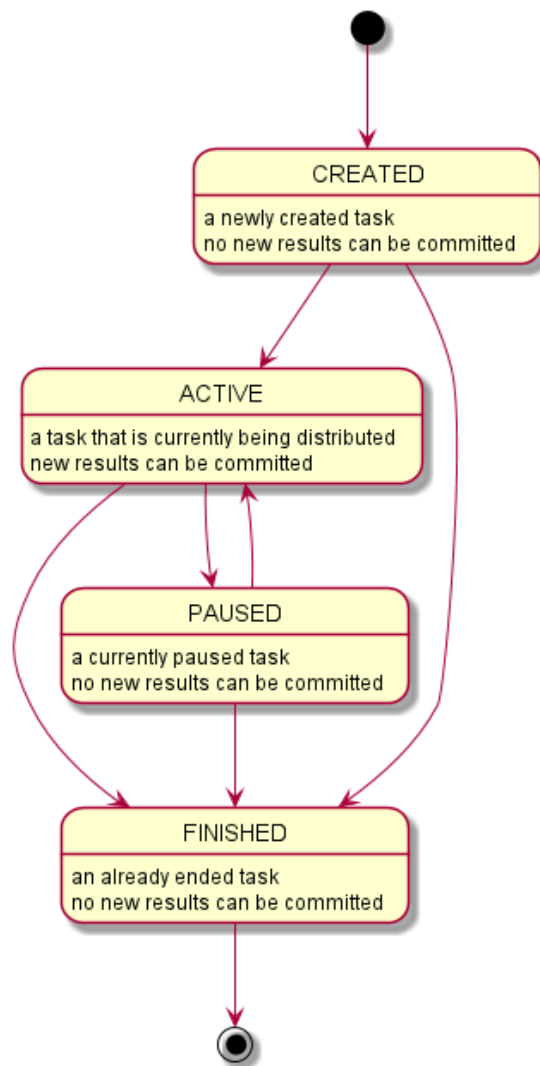 CREATED
a newly created task
no new results can be committed
ACTIVE
a task that is currently being distributed
new results can be committed
PAUSED
a currently paused task
no new results can be committed
FINISHED
an already ended task
no new results can be committed